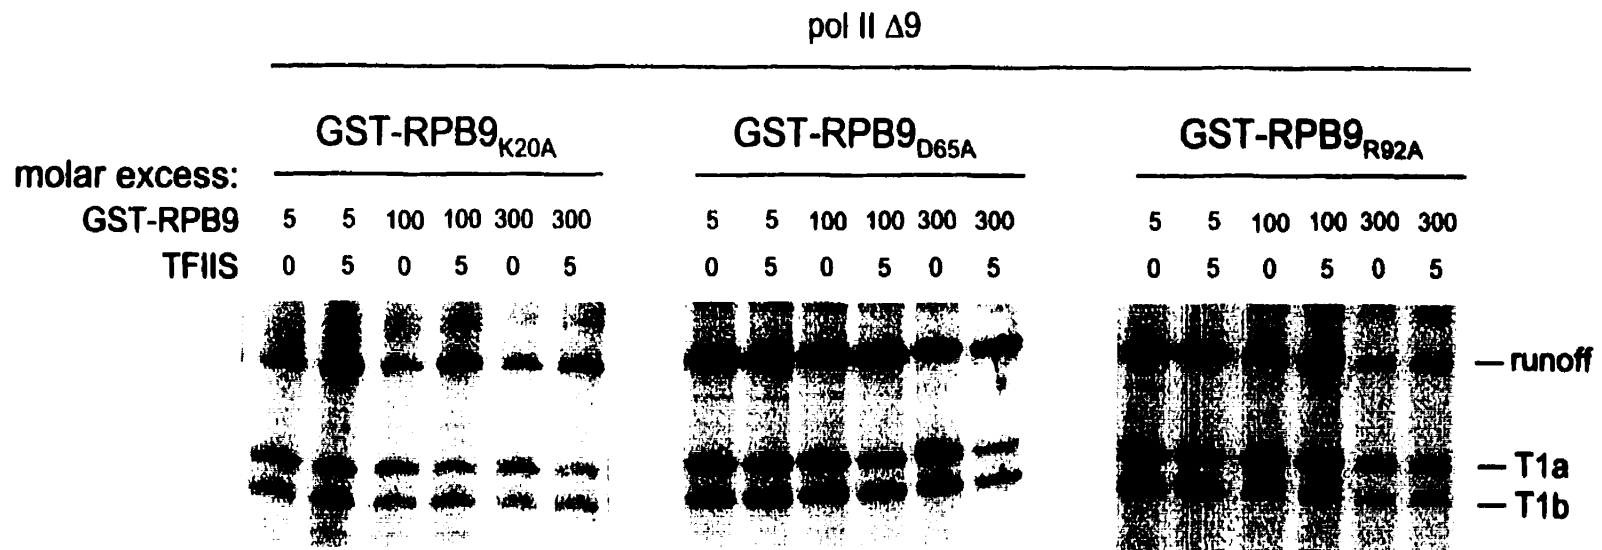 pol II Δ9
GST-RPB9K20A GST-RPB9D65A GST-RPB9R92A
molar excess:
GST-RPB9 5 5 100 100 300 300 5 5 100 100 300 300 5 5 100 100 300 300
TFIIS 0 5 0 5 0 5 0 5 0 5 0 5 0 5 0 5 0 5
runoff
T1a
T1b